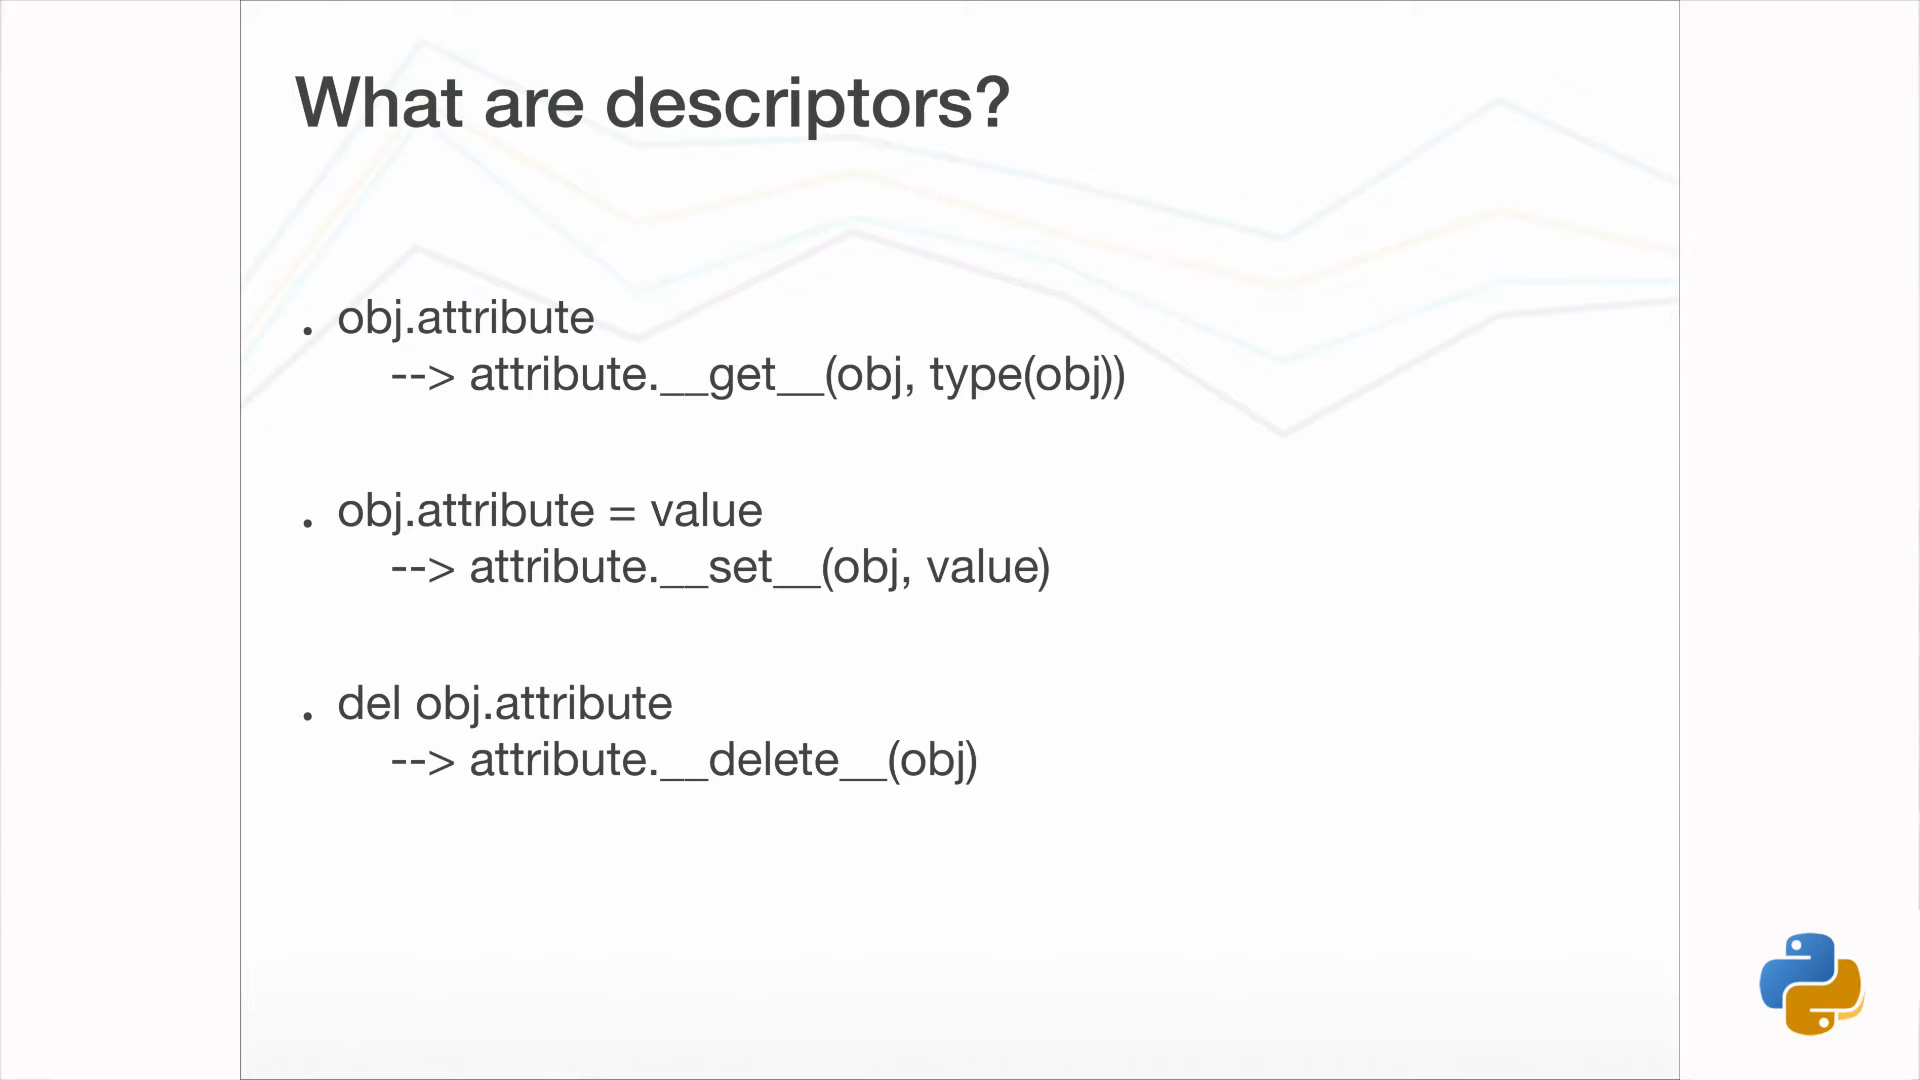 What are descriptors?
. obj.attribute
--> attribute.__get__(obj, type(obj))
. obj.attribute = value
--> attribute.__set__(obj, value)
. del obj.attribute
--> attribute.__delete__(obj)